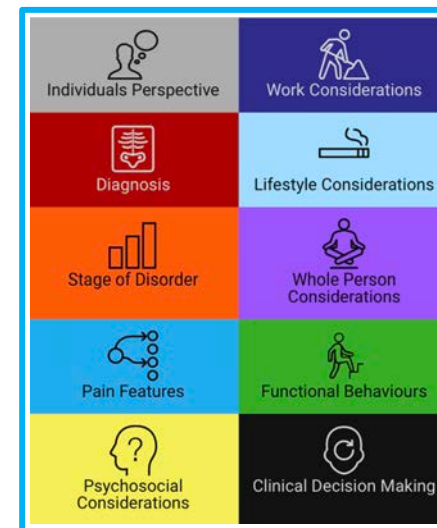 Individuals Perspective
Work Considerations
Diagnosis
Lifestyle Considerations
Stage of Disorder
Whole Person
Considerations
Pain Features
Functional Behaviours
?
Psychosocial
Considerations
Clinical Decision Making